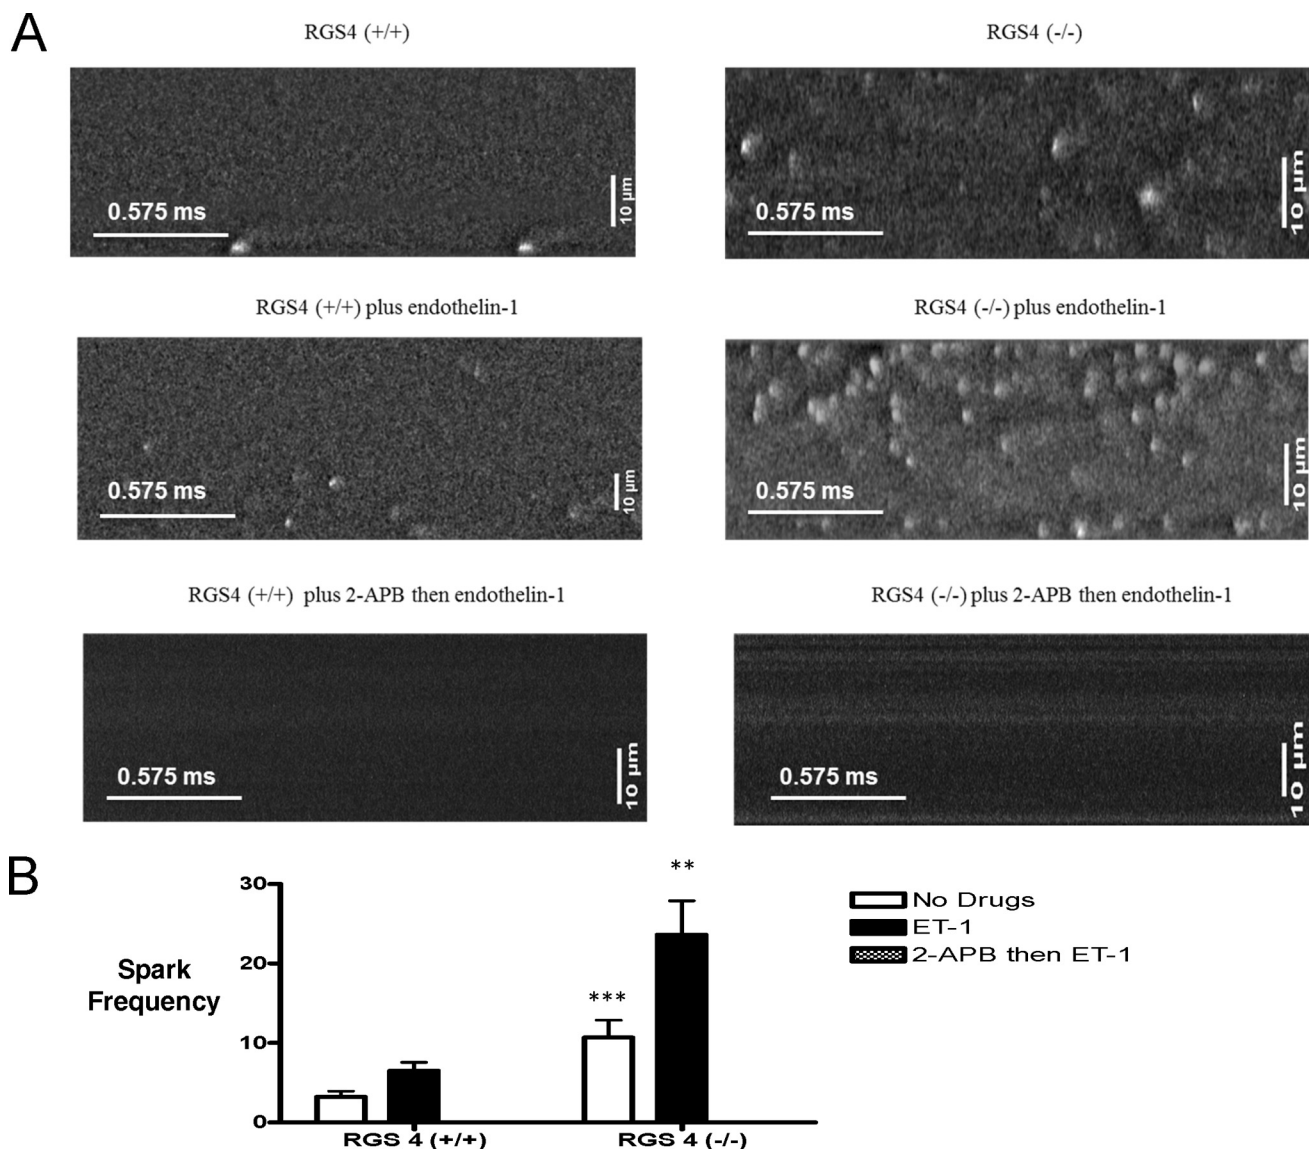 A
RGS4 (+/+)
RGS4 (-/-)
0.575 ms
10 µm
0.575 ms
10 µm
RGS4 (+/+) plus endothelin-1
RGS4 (-/-) plus endothelin-1
0.575 ms
10 µm
0.575 ms
10 µm
RGS4 (+/+) plus 2-APB then endothelin-1
RGS4 (-/-) plus 2-APB then endothelin-1
0.575 ms
10 µm
0.575 ms
10 µm
B
Spark
Frequency
30
20
10
0
***
**
RGS 4 (+/+)
RGS 4 (-/-)
No Drugs
ET-1
2-APB then ET-1